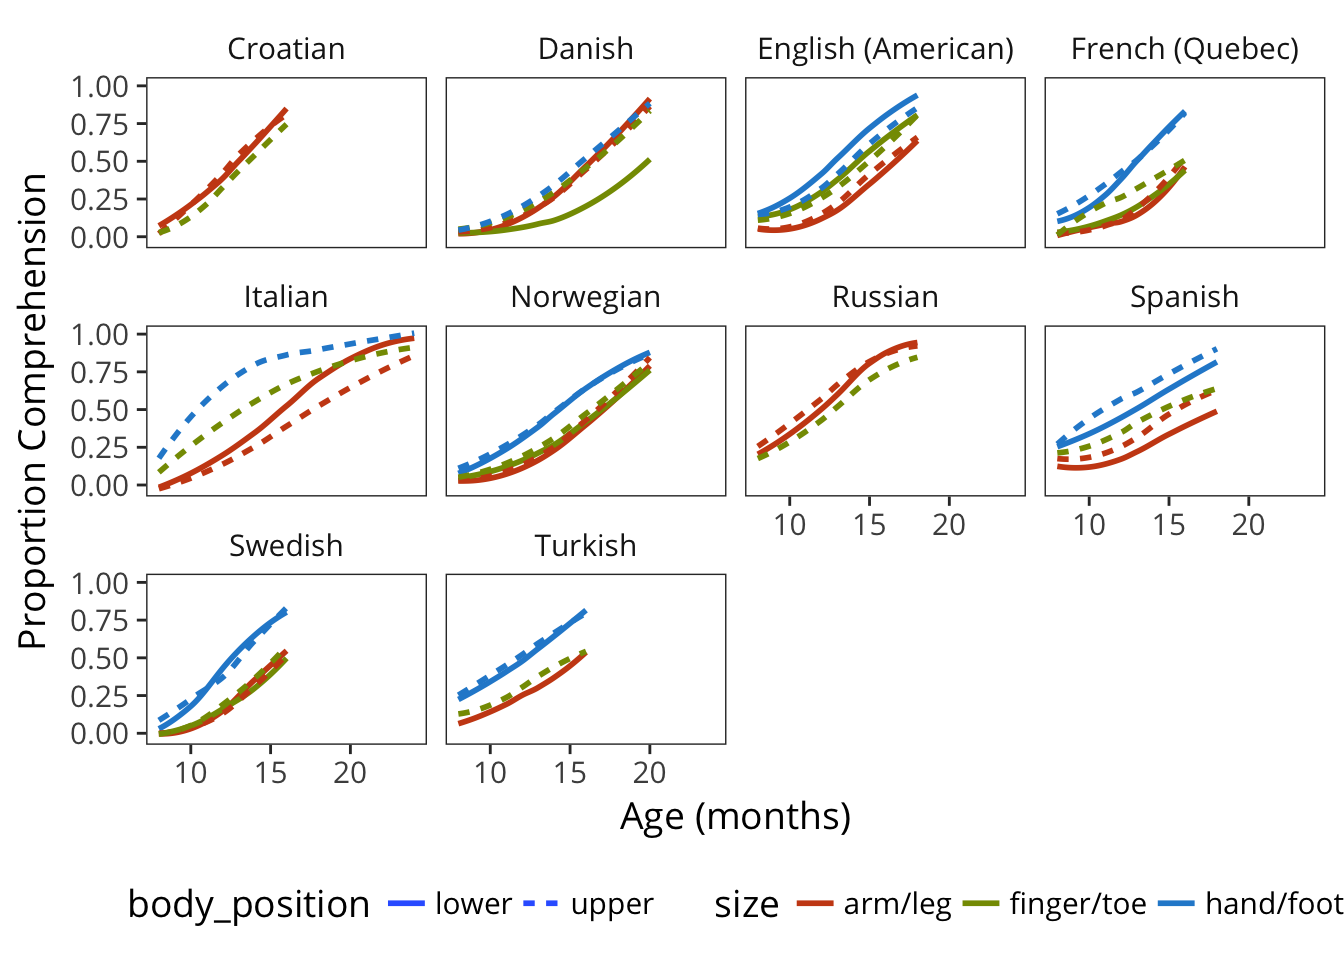 Croatian Danish English (American) French (Quebec)
1.00
0.75
0.50
0.25
0.00
Italian Norwegian Russian Spanish
1.00
0.75
0.50
0.25
0.00
10 15 20 10 15 20
Swedish Turkish
1.00
0.75
0.50
0.25
0.00
10 15 20 10 15 20
Proportion Comprehension
Age (months)
body_position lower upper size arm/leg finger/toe hand/foot